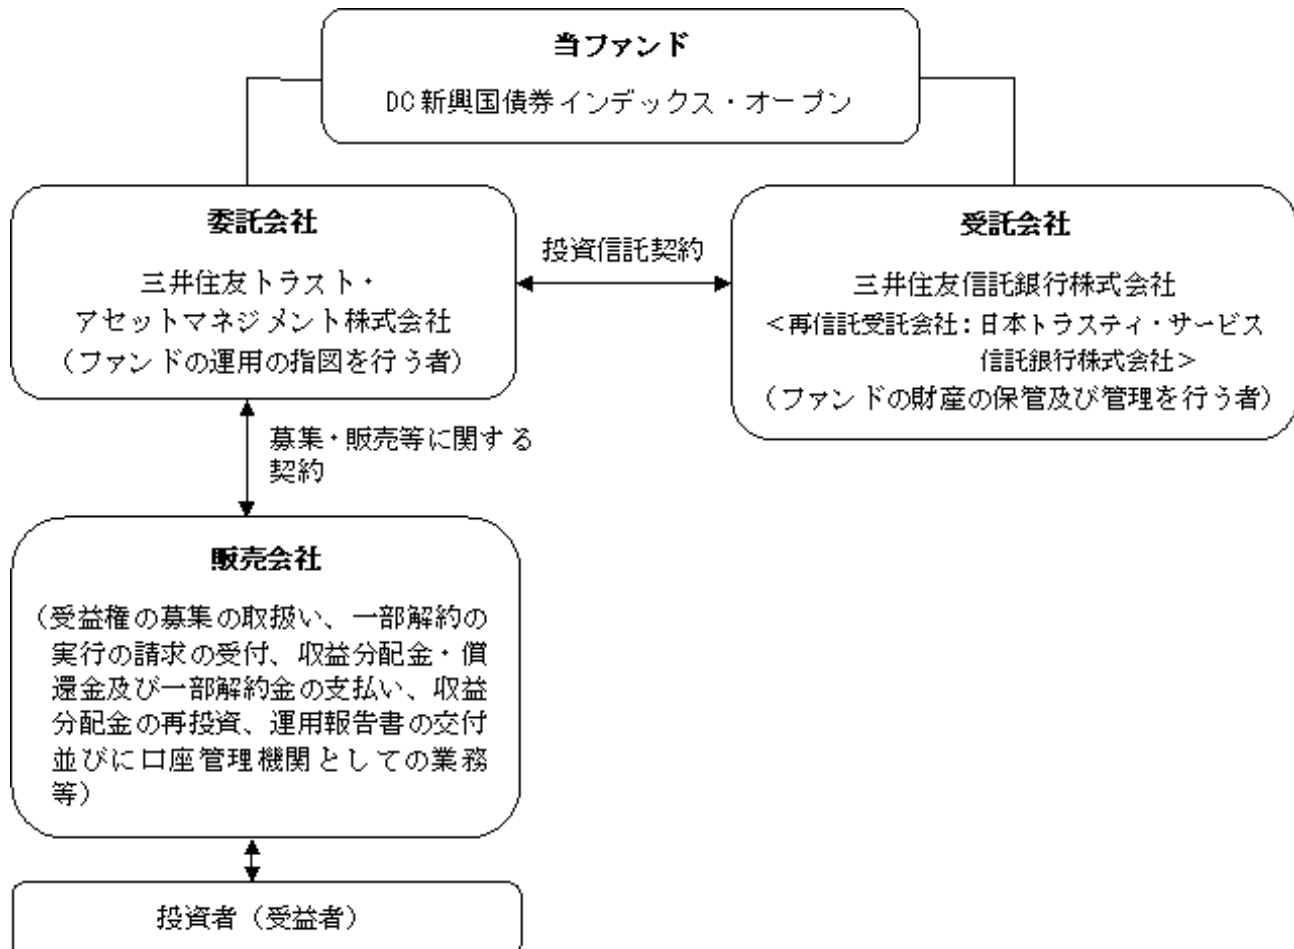 当ファンド
DC新興国債券インデックス・オープン
委託会社
三井住友トラスト・
アセットマネジメント株式会社
（ファンドの運用の指図を行う者）
投資信託契約
受託会社
三井住友信託銀行株式会社
＜再信託受託会社：日本トラスティ・サービス
信託銀行株式会社＞
（ファンドの財産の保管及び管理を行う者）
募集・販売等に関する
契約
販売会社
（受益権の募集の取扱い、一部解約の
実行の請求の受付、収益分配金・償
還金及び一部解約金の支払い、収益
分配金の再投資、運用報告書の交付
並びに口座管理機関としての業務
等）
投資者（受益者）